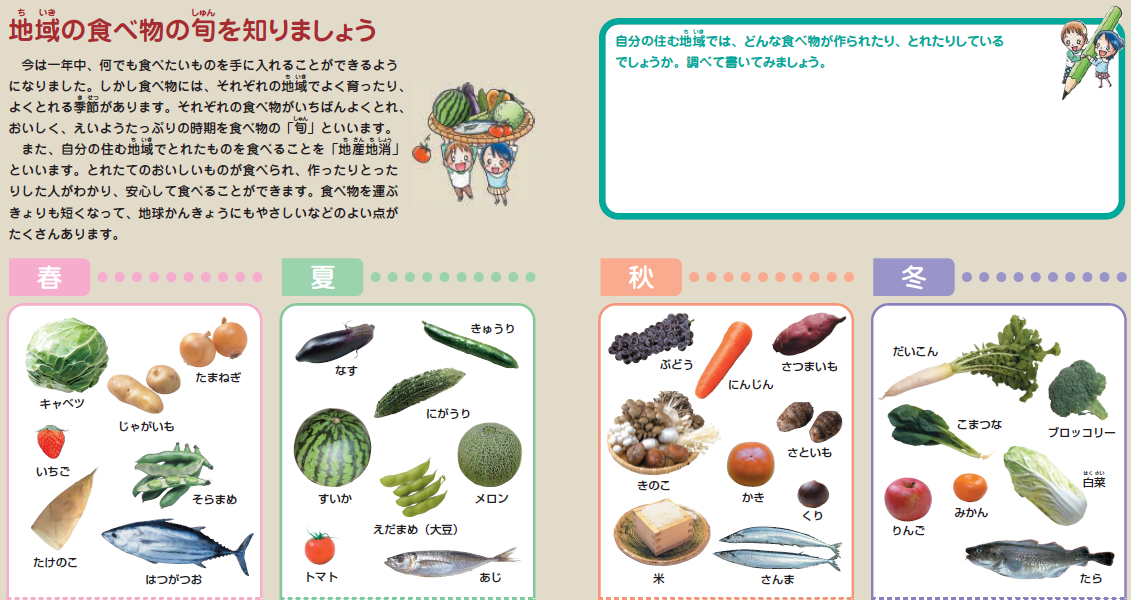 地域の食べ物の旬を知りましょう
今は一年中、何でも食べたいものを手に入れることができるよう
になりました。しかし食べ物には、それぞれの地域でよく育ったり、
よくとれる季節があります。それぞれの食べ物がいちばんよくとれ、
おいしく、えいようたっぷりの時期を食べ物の「旬」といいます。
また、自分の住む地域でとれたものを食べることを「地産地消」
といいます。とれたてのおいしいものが食べられ、作ったりとった
りした人がわかり、安心して食べることができます。食べ物を運ぶ
きょりも短くなって、地球かんきょうにもやさしいなどのよい点が
たくさんあります。
自分の住む地域では、どんな食べ物が作られたり、とれたりしている
でしょうか。調べて書いてみましょう。
春
キャベツ
たまねぎ
じゃがいも
いちご
そらまめ
たけのこ
はつがつお
夏
きゅうり
なす
にがうり
すいか
メロン
えだまめ（大豆）
トマト
あじ
秋
ぶどう
にんじん
さつまいも
きのこ
さといも
かき
くり
米
さんま
冬
だいこん
ブロッコリー
こまつな
白菜
りんご
みかん
たら